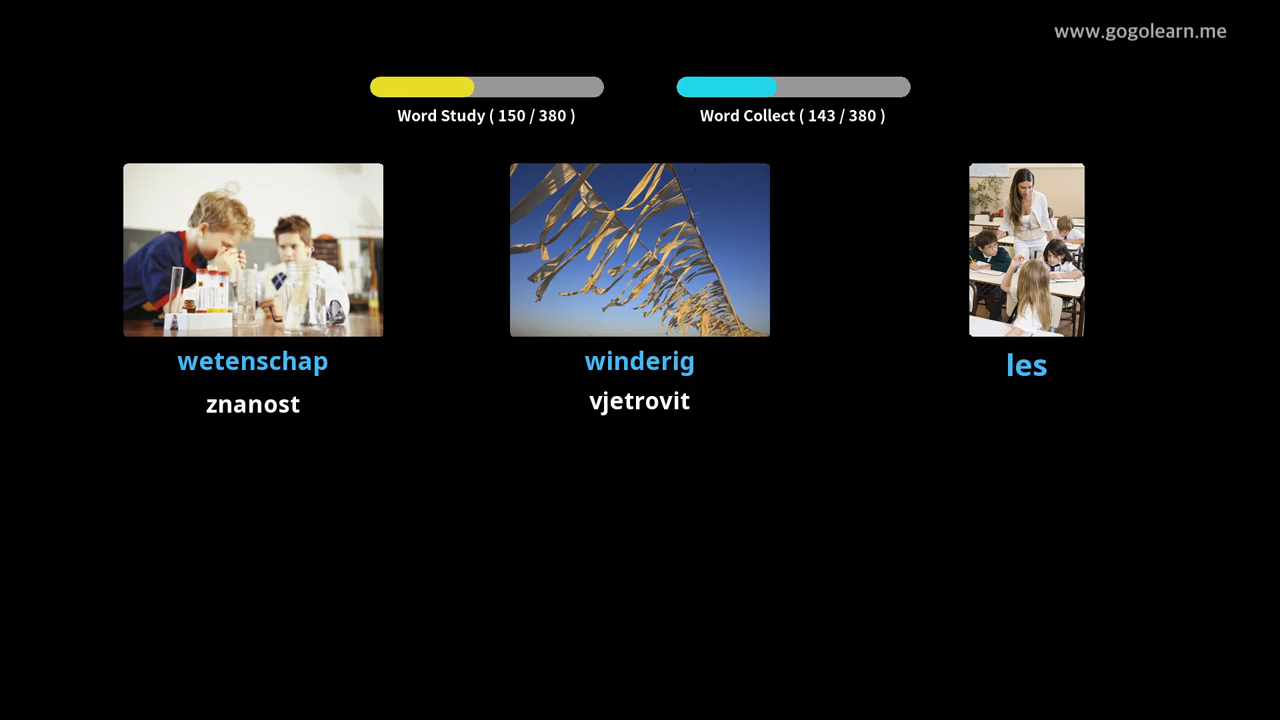 www.gogolearn.me
Word Study ( 150 / 380 )
Word Collect ( 143 / 380 )
wetenschap
znanost
winderig
vjetrovit
les